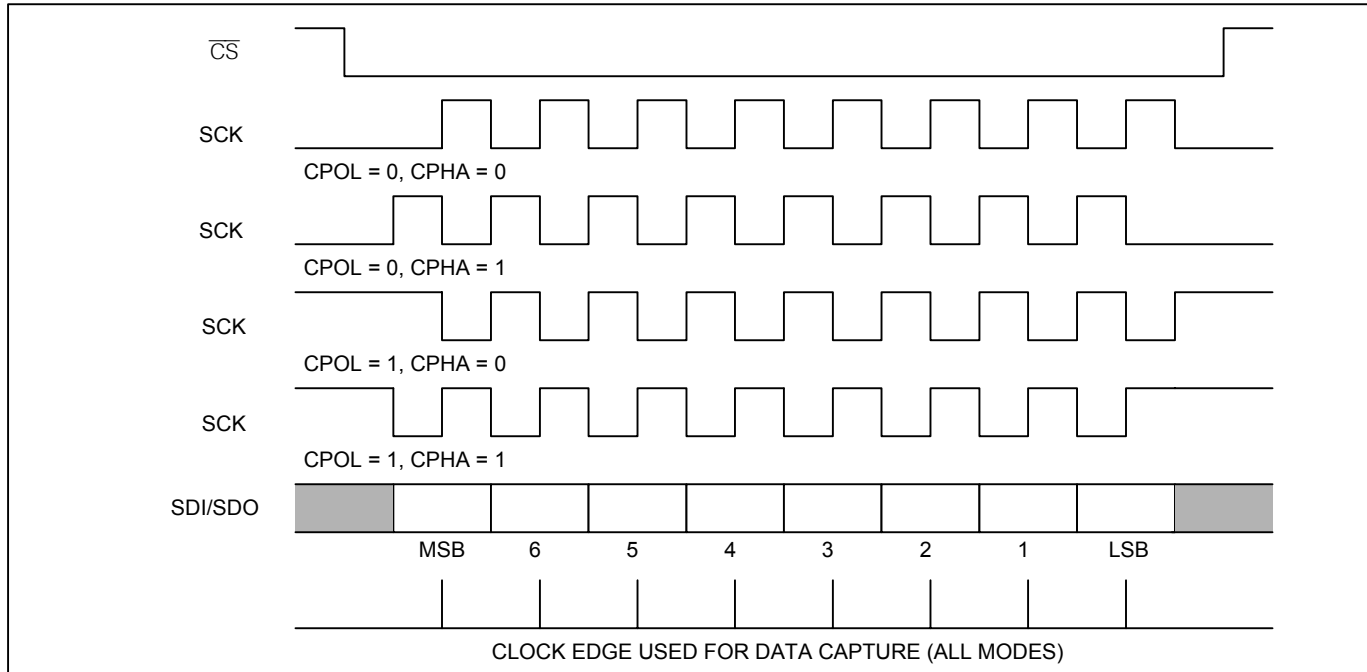 C̅S̅
SCK
CPOL = 0, CPHA = 0
SCK
CPOL = 0, CPHA = 1
SCK
CPOL = 1, CPHA = 0
SCK
CPOL = 1, CPHA = 1
SDI/SDO
MSB 6 5 4 3 2 1 LSB
CLOCK EDGE USED FOR DATA CAPTURE (ALL MODES)